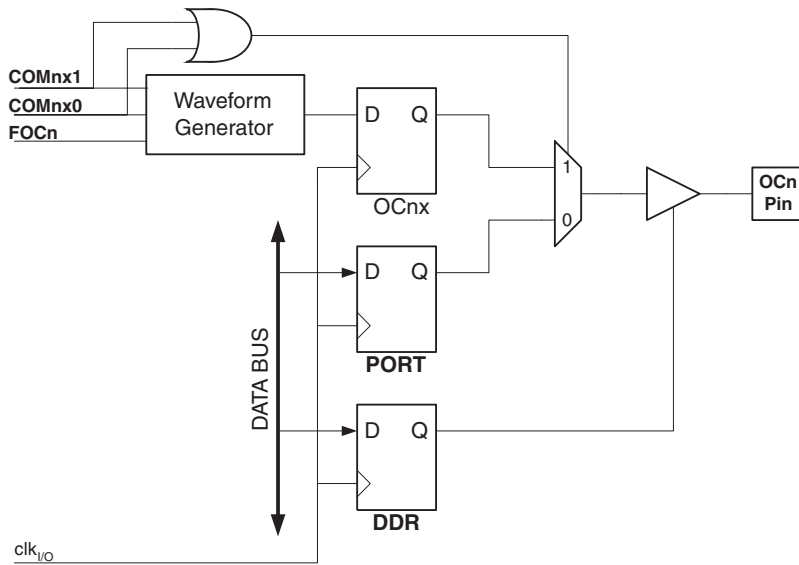 COMnx1
COMnx0
FOCn
Waveform
Generator
D Q
OCnx
1
0
OCn
Pin
D Q
PORT
DATA BUS
D Q
DDR
clkI/O